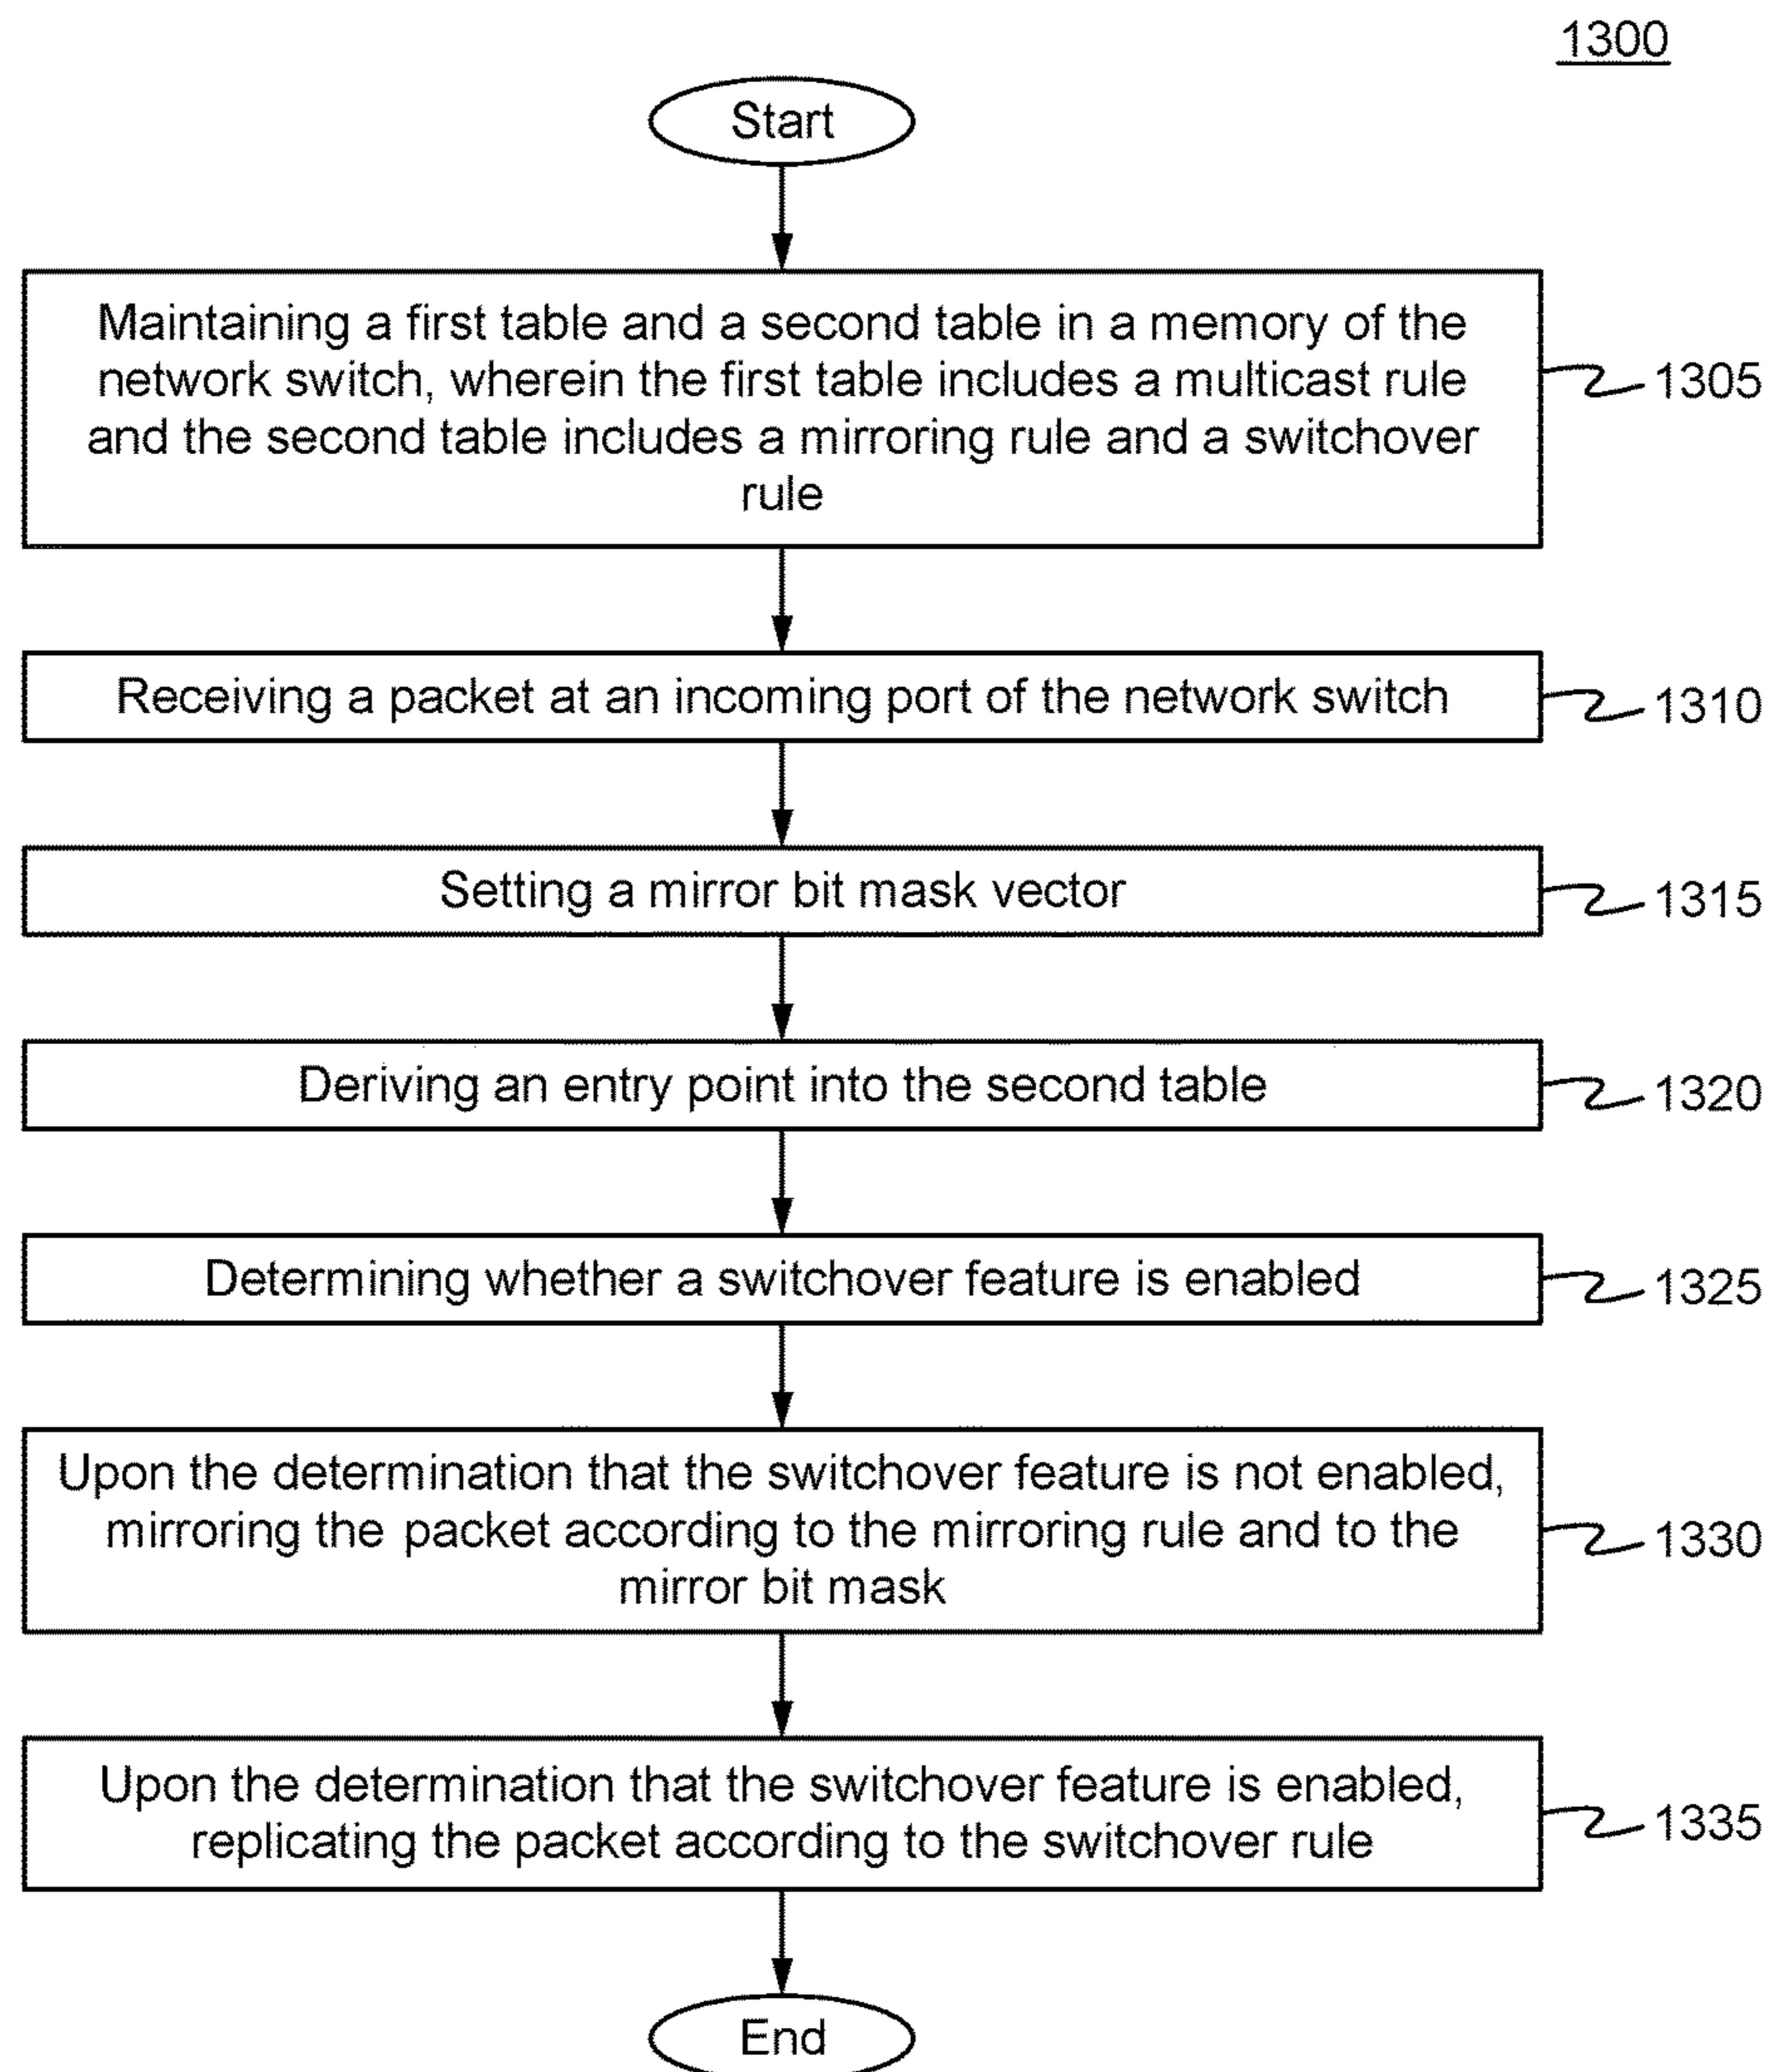 1300
Start
Maintaining a first table and a second table in a memory of the
network switch, wherein the first table includes a multicast rule
and the second table includes a mirroring rule and a switchover
rule
1305
Receiving a packet at an incoming port of the network switch
1310
Setting a mirror bit mask vector
1315
Deriving an entry point into the second table
1320
Determining whether a switchover feature is enabled
1325
Upon the determination that the switchover feature is not enabled,
mirroring the packet according to the mirroring rule and to the
mirror bit mask
1330
Upon the determination that the switchover feature is enabled,
replicating the packet according to the switchover rule
1335
End